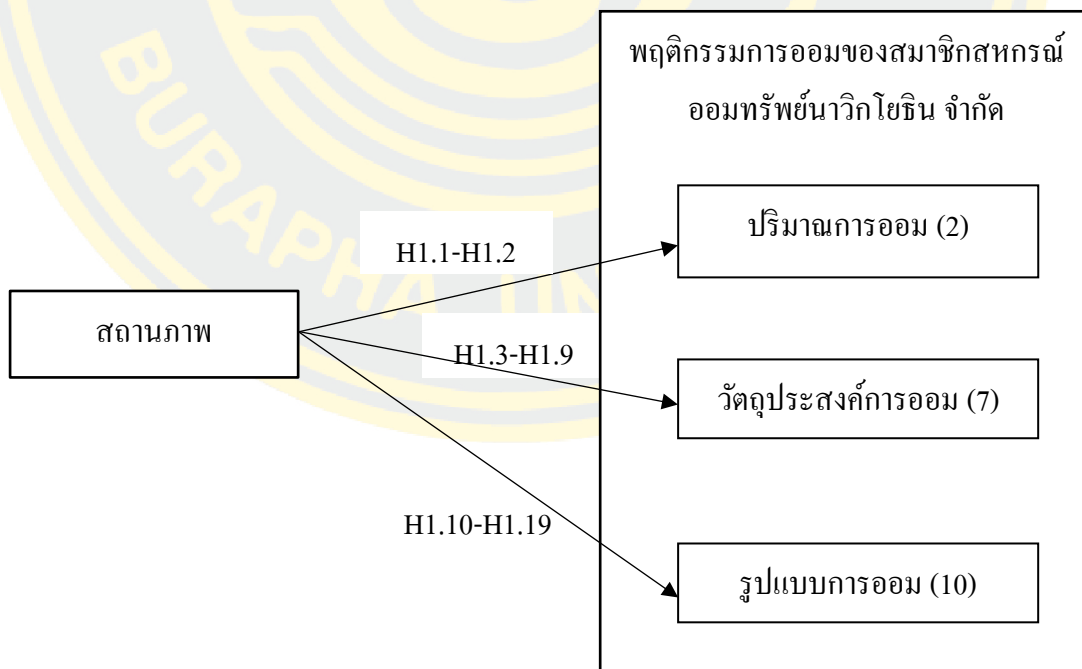 พฤติกรรมการออมของสมาชิกสหกรณ์
ออมทรัพย์นาวิกโยธิน จำกัด
ปริมาณการออม (2)
H1.1-H1.2
สถานภาพ
H1.3-H1.9
วัตถุประสงค์การออม (7)
H1.10-H1.19
รูปแบบการออม (10)
BURAPHA UNI